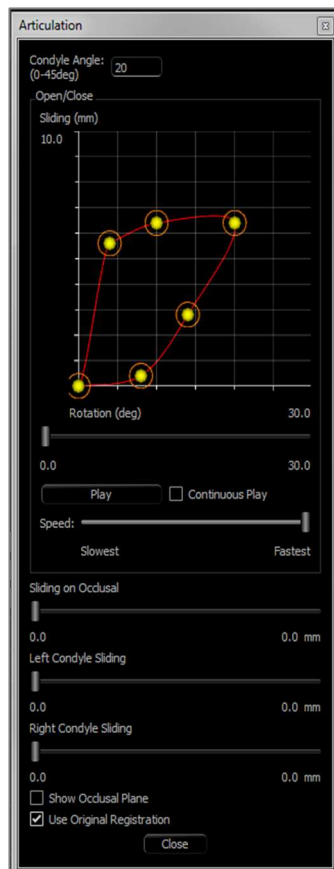 Articulation
Condyle Angle:
(0-45deg)
20
Open/Close
Sliding (mm)
10.0
Rotation (deg) 30.0
0.0 30.0
Play Continuous Play
Speed:
Slowest Fastest
Sliding on Occlusal
0.0 0.0 mm
Left Condyle Sliding
0.0 0.0 mm
Right Condyle Sliding
0.0 0.0 mm
Show Occlusal Plane
Use Original Registration
Close